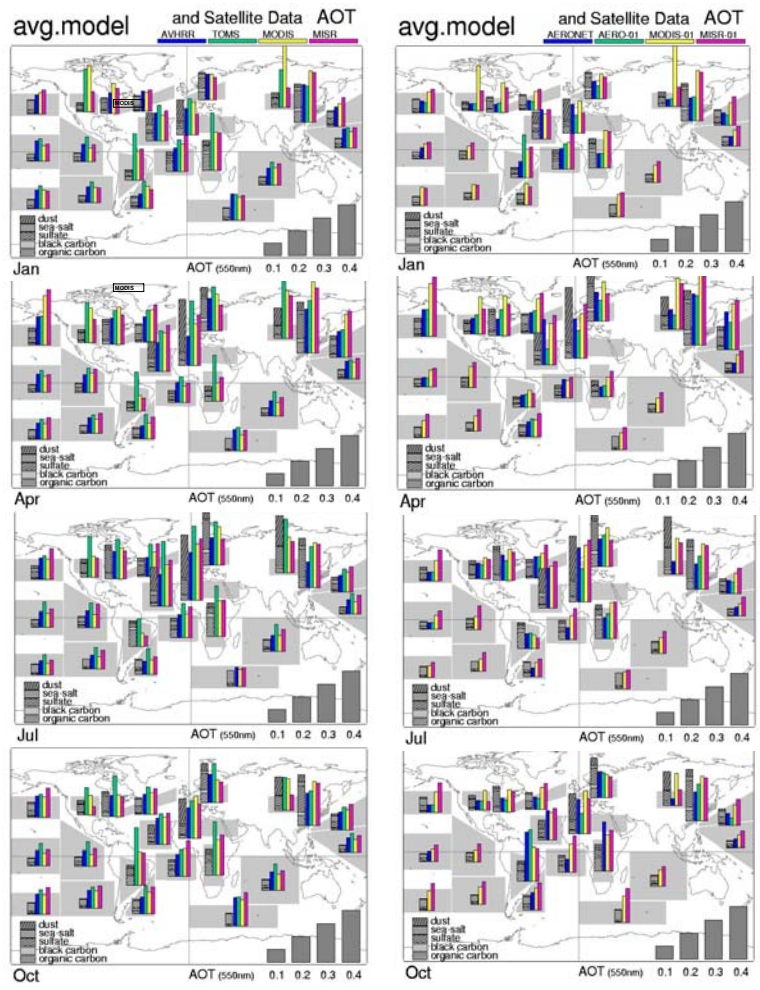 avg.model and Satellite Data AOT
AVHRR TOMS MODIS MISR
MODIS
dust
sea-salt
sulfate
black carbon
organic carbon
Jan AOT (550nm) 0.1 0.2 0.3 0.4
MODIS
dust
sea-salt
sulfate
black carbon
organic carbon
Apr AOT (550nm) 0.1 0.2 0.3 0.4
dust
sea-salt
sulfate
black carbon
organic carbon
Jul AOT (550nm) 0.1 0.2 0.3 0.4
dust
sea-salt
sulfate
black carbon
organic carbon
Oct AOT (550nm) 0.1 0.2 0.3 0.4
avg.model and Satellite Data AOT
AERONET AERO-01 MODIS-01 MISR-01
dust
sea-salt
sulfate
black carbon
organic carbon
Jan AOT (550nm) 0.1 0.2 0.3 0.4
dust
sea-salt
sulfate
black carbon
organic carbon
Apr AOT (550nm) 0.1 0.2 0.3 0.4
dust
sea-salt
sulfate
black carbon
organic carbon
Jul AOT (550nm) 0.1 0.2 0.3 0.4
dust
sea-salt
sulfate
black carbon
organic carbon
Oct AOT (550nm) 0.1 0.2 0.3 0.4